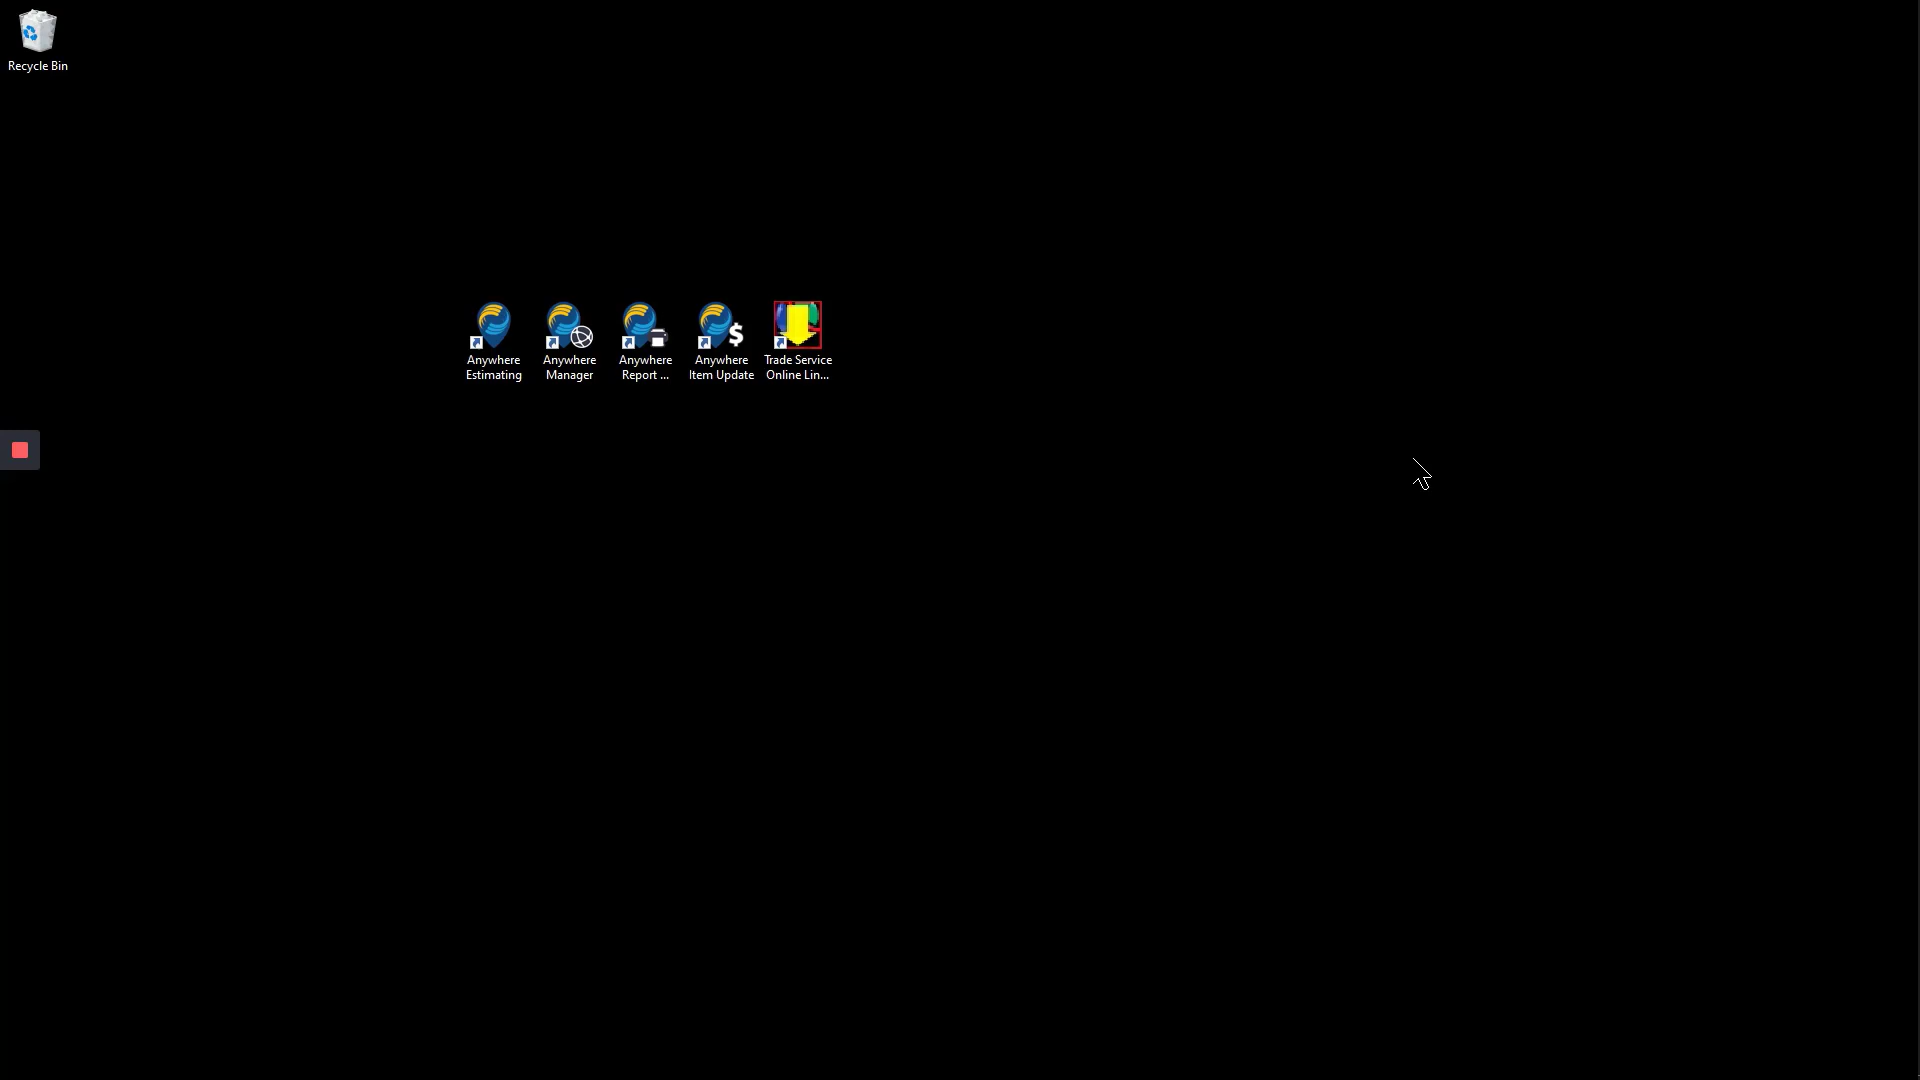 Recycle Bin
Anywhere
Estimating
Anywhere
Manager
Anywhere
Report ...
Anywhere
Item Update
Trade Service
Online Lin...